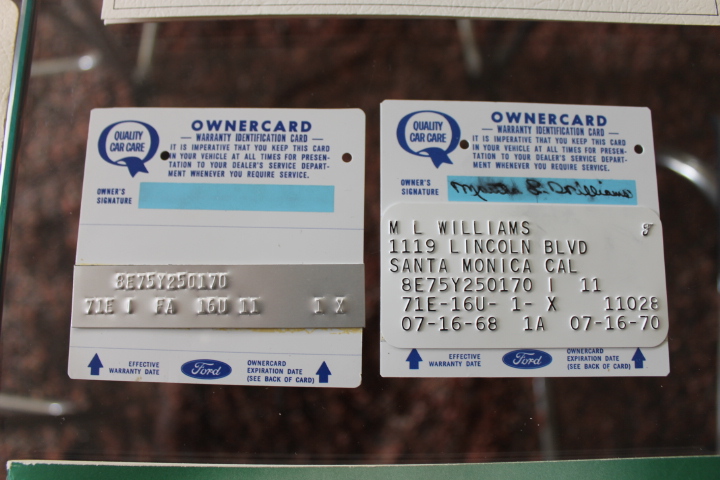 QUALITY
CAR CARE
OWNERCARD
WARRANTY IDENTIFICATION CARD
IT IS IMPERATIVE THAT YOU KEEP THIS CARD
IN YOUR VEHICLE AT ALL TIMES FOR PRESEN-
TATION TO YOUR DEALER'S SERVICE DEPART-
MENT WHENEVER YOU REQUIRE SERVICE.
OWNER'S
SIGNATURE
8E75Y250170
71E I FA 16U 11 1 X
EFFECTIVE
WARRANTY DATE
Ford
OWNERCARD
EXPIRATION DATE
(SEE BACK OF CARD)
QUALITY
CAR CARE
OWNERCARD
WARRANTY IDENTIFICATION CARD
IT IS IMPERATIVE THAT YOU KEEP THIS CARD
IN YOUR VEHICLE AT ALL TIMES FOR PRESEN-
TATION TO YOUR DEALER'S SERVICE DEPART-
MENT WHENEVER YOU REQUIRE SERVICE.
OWNER'S
SIGNATURE
Williams
M L WILLIAMS
1119 LINCOLN BLVD
SANTA MONICA CAL
8E75Y250170 I 11
71E-16U- 1- X 11028
07-16-68 1A 07-16-70
EFFECTIVE
WARRANTY DATE
Ford
OWNERCARD
EXPIRATION DATE
(SEE BACK OF CARD)